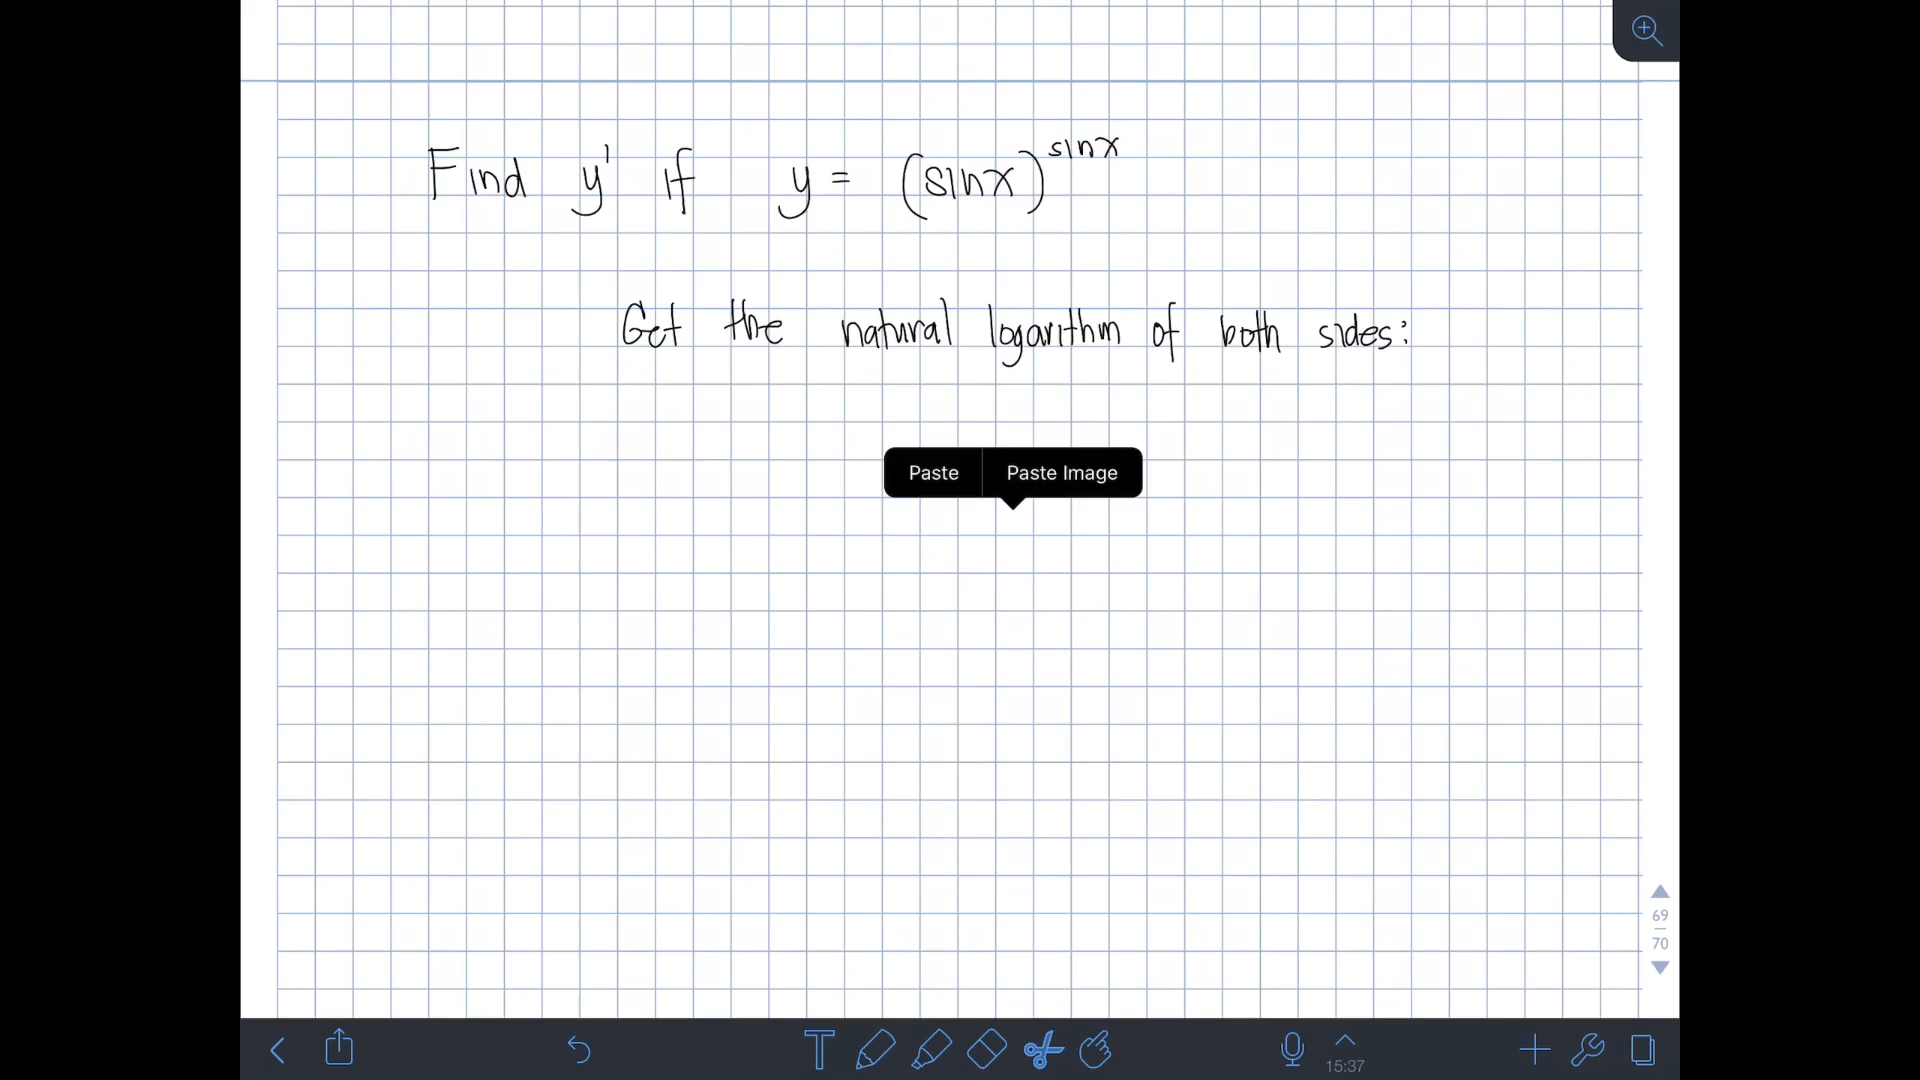 Find y' if y = (sinx)^sinx
Get the natural logarithm of both sides:
Paste Paste Image
69
70
15:37